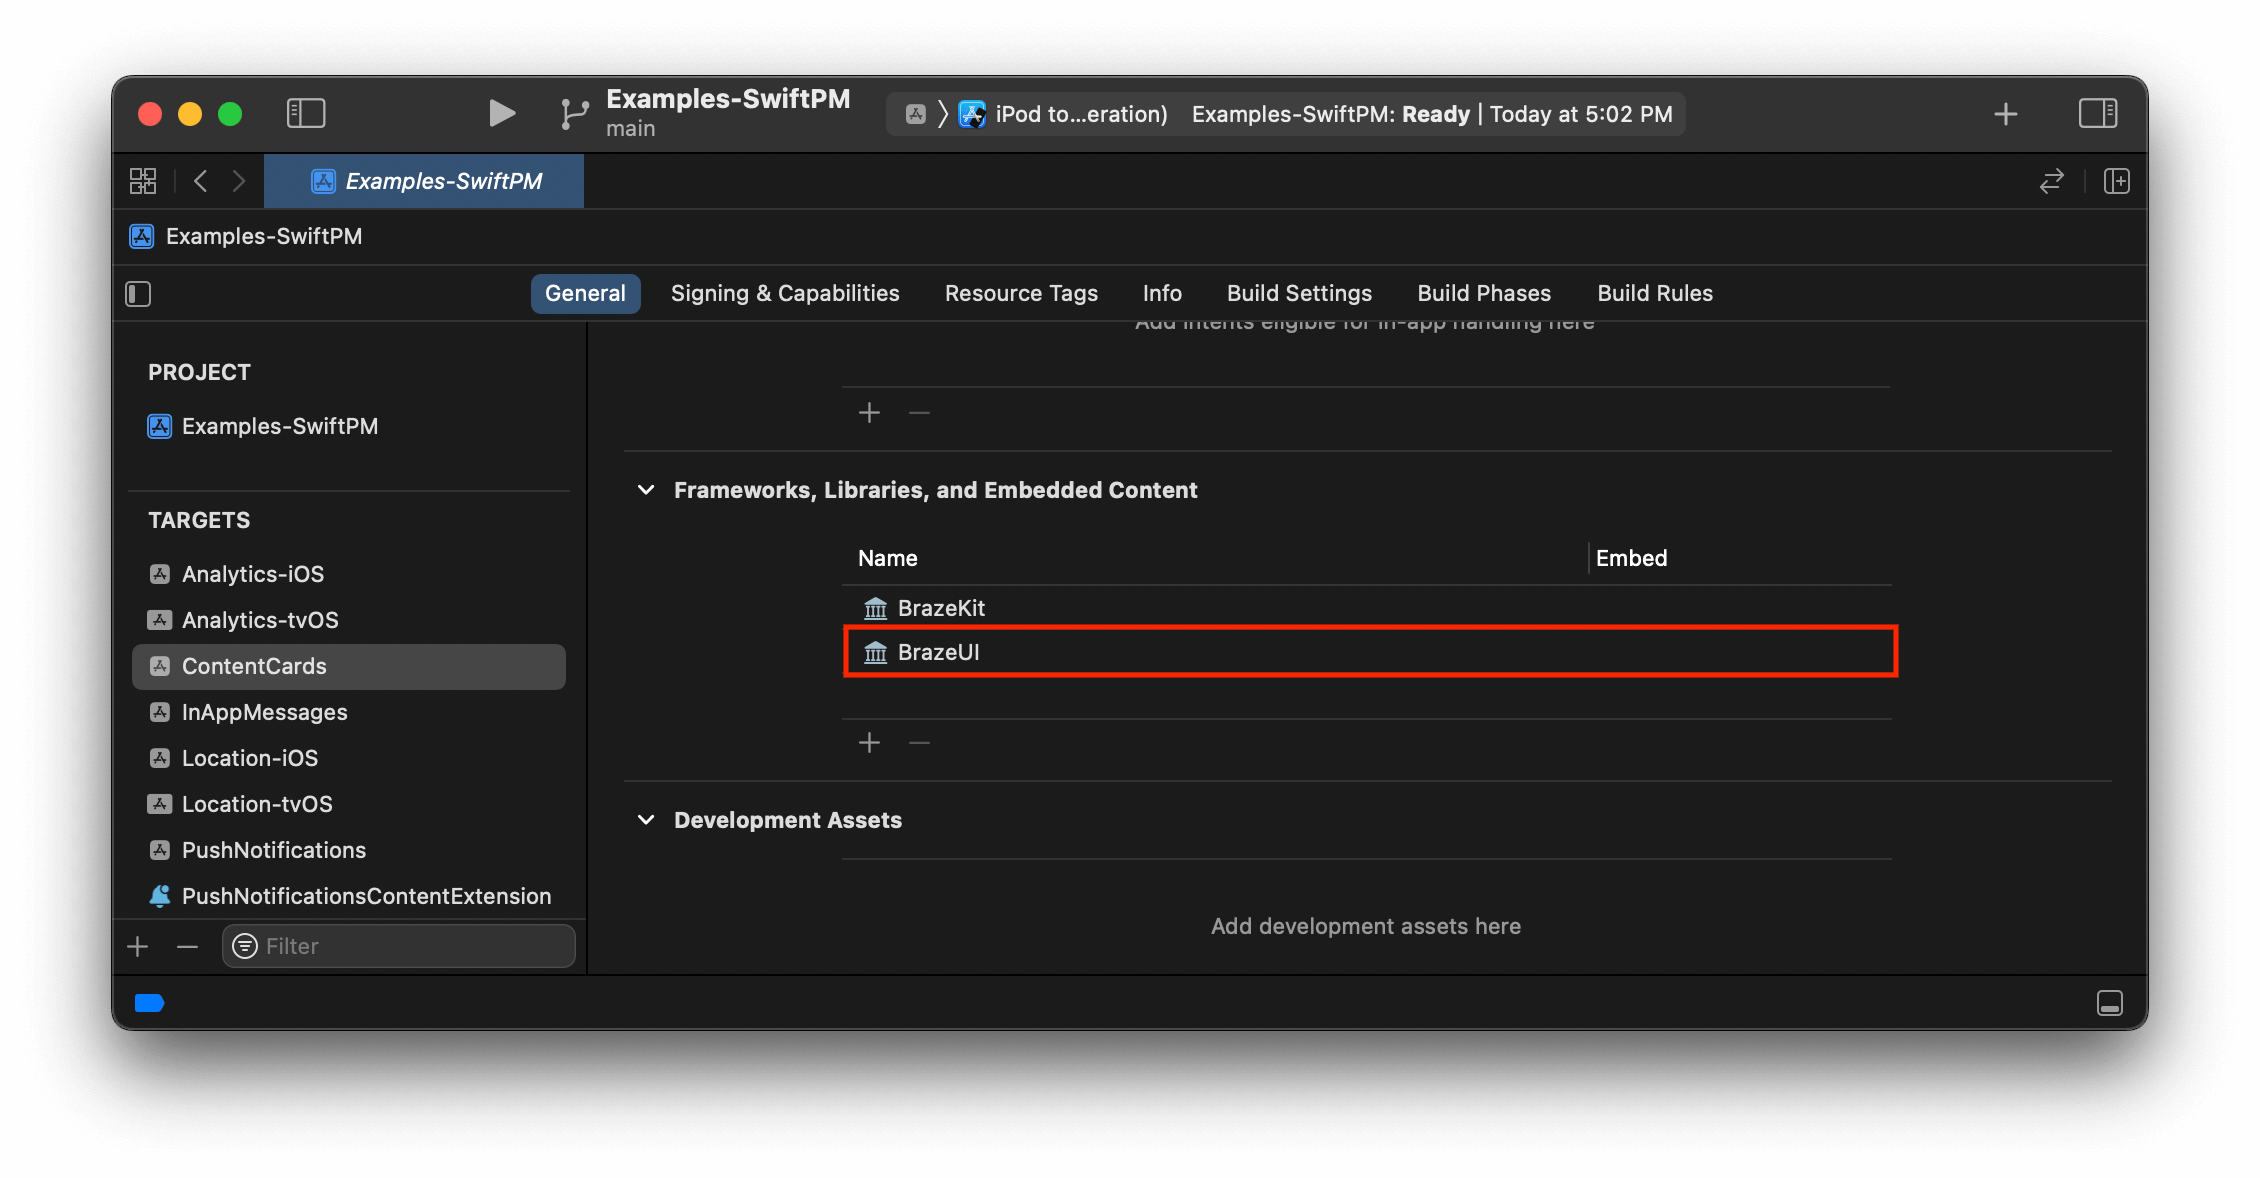 Examples-SwiftPM
main
iPod to...eration) Examples-SwiftPM: Ready | Today at 5:02 PM
Examples-SwiftPM
Examples-SwiftPM
General Signing & Capabilities Resource Tags Info Build Settings Build Phases Build Rules
Add intents eligible for in-app handling here
PROJECT
Examples-SwiftPM
TARGETS
Analytics-iOS
Analytics-tvOS
ContentCards
InAppMessages
Location-iOS
Location-tvOS
PushNotifications
PushNotificationsContentExtension
Filter
Frameworks, Libraries, and Embedded Content
Name Embed
BrazeKit
BrazeUI
Development Assets
Add development assets here